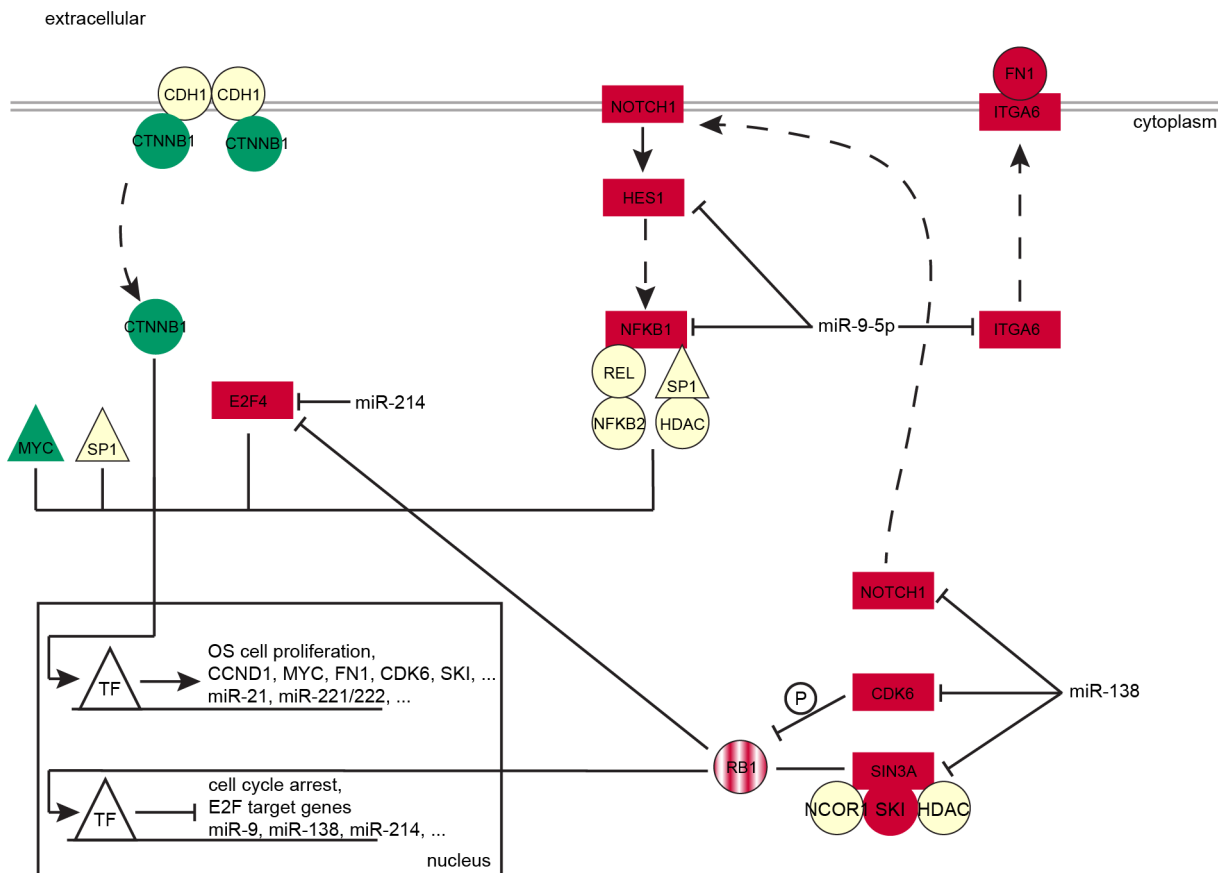 extracellular
FN1
CDH1
CDH1
NOTCH1
ITGA6
cytoplasm
CTNNB1
CTNNB1
HES1
CTNNB1
NFKB1
miR-9-5p
ITGA6
REL
SP1
E2F4
miR-214
MYC
SP1
NFKB2
HDAC
NOTCH1
OS cell proliferation,
CCND1, MYC, FN1, CDK6, SKI, ...
miR-21, miR-221/222, ...
TF
P
CDK6
miR-138
RB1
SIN3A
NCOR1
SKI
HDAC
cell cycle arrest,
E2F target genes
miR-9, miR-138, miR-214, ...
TF
nucleus